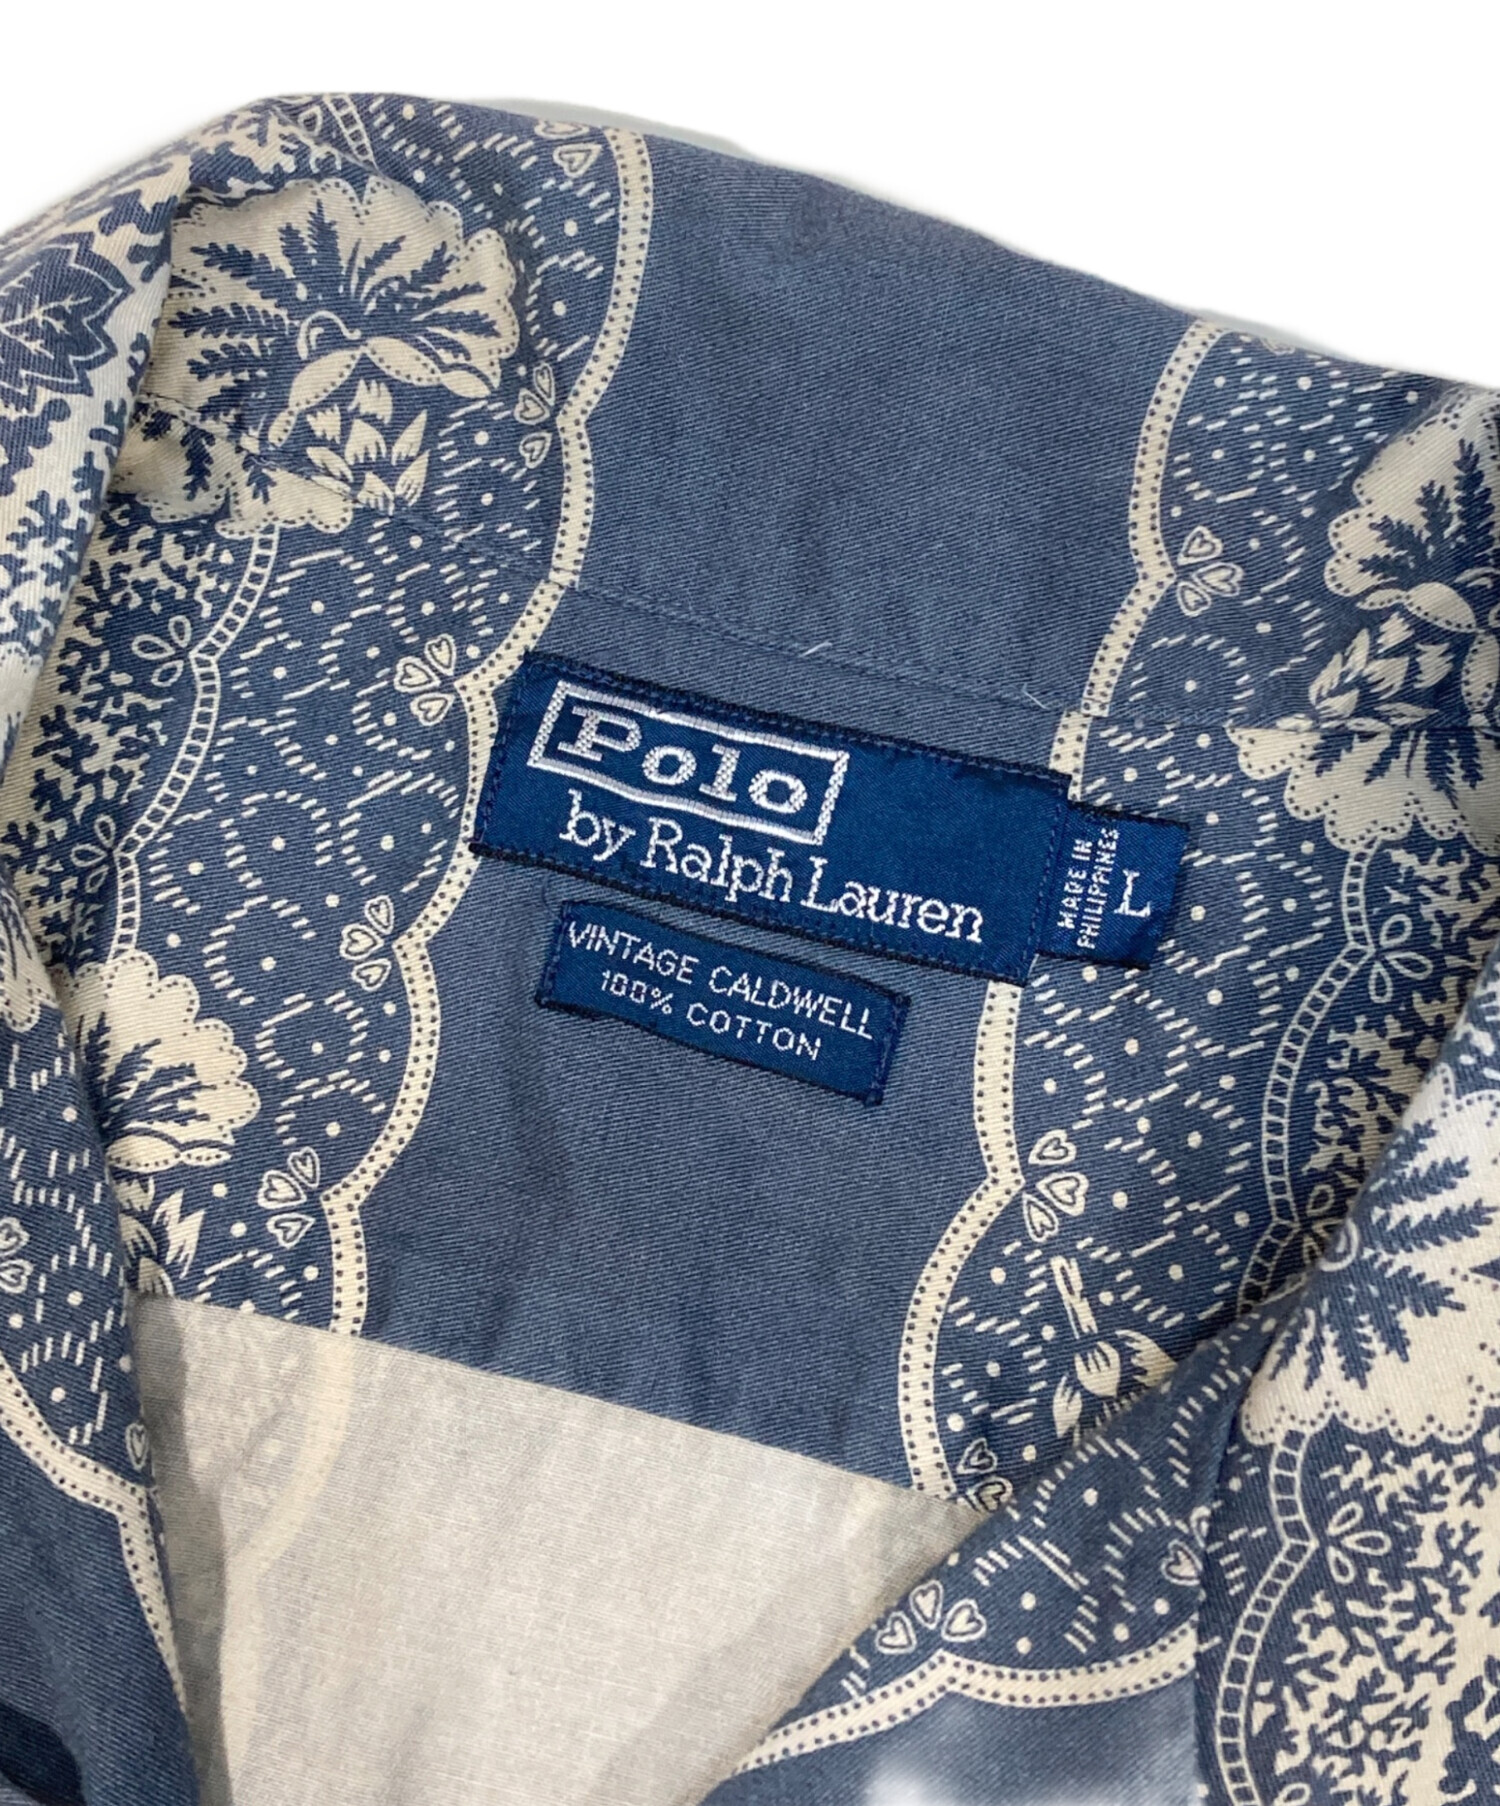 Polo
by Ralph Lauren
MADE IN
PHILIPPINES
L
VINTAGE CALDWELL
100% COTTON